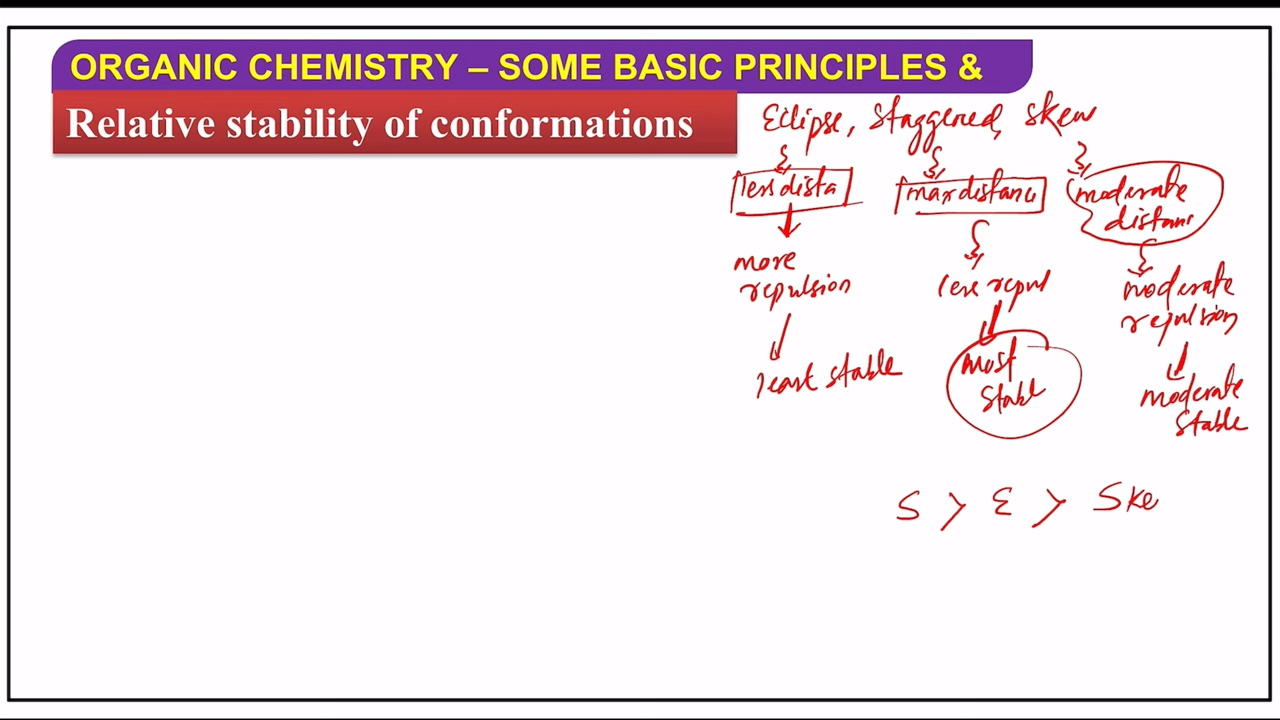 ORGANIC CHEMISTRY – SOME BASIC PRINCIPLES &
Relative stability of conformations
Eclipse, staggered, skew
less dista
max distanc
moderate
distanc
more
repulsion
less repul
moderate
repulsion
least stable
most
stabl
moderate
stable
S > E > Ske